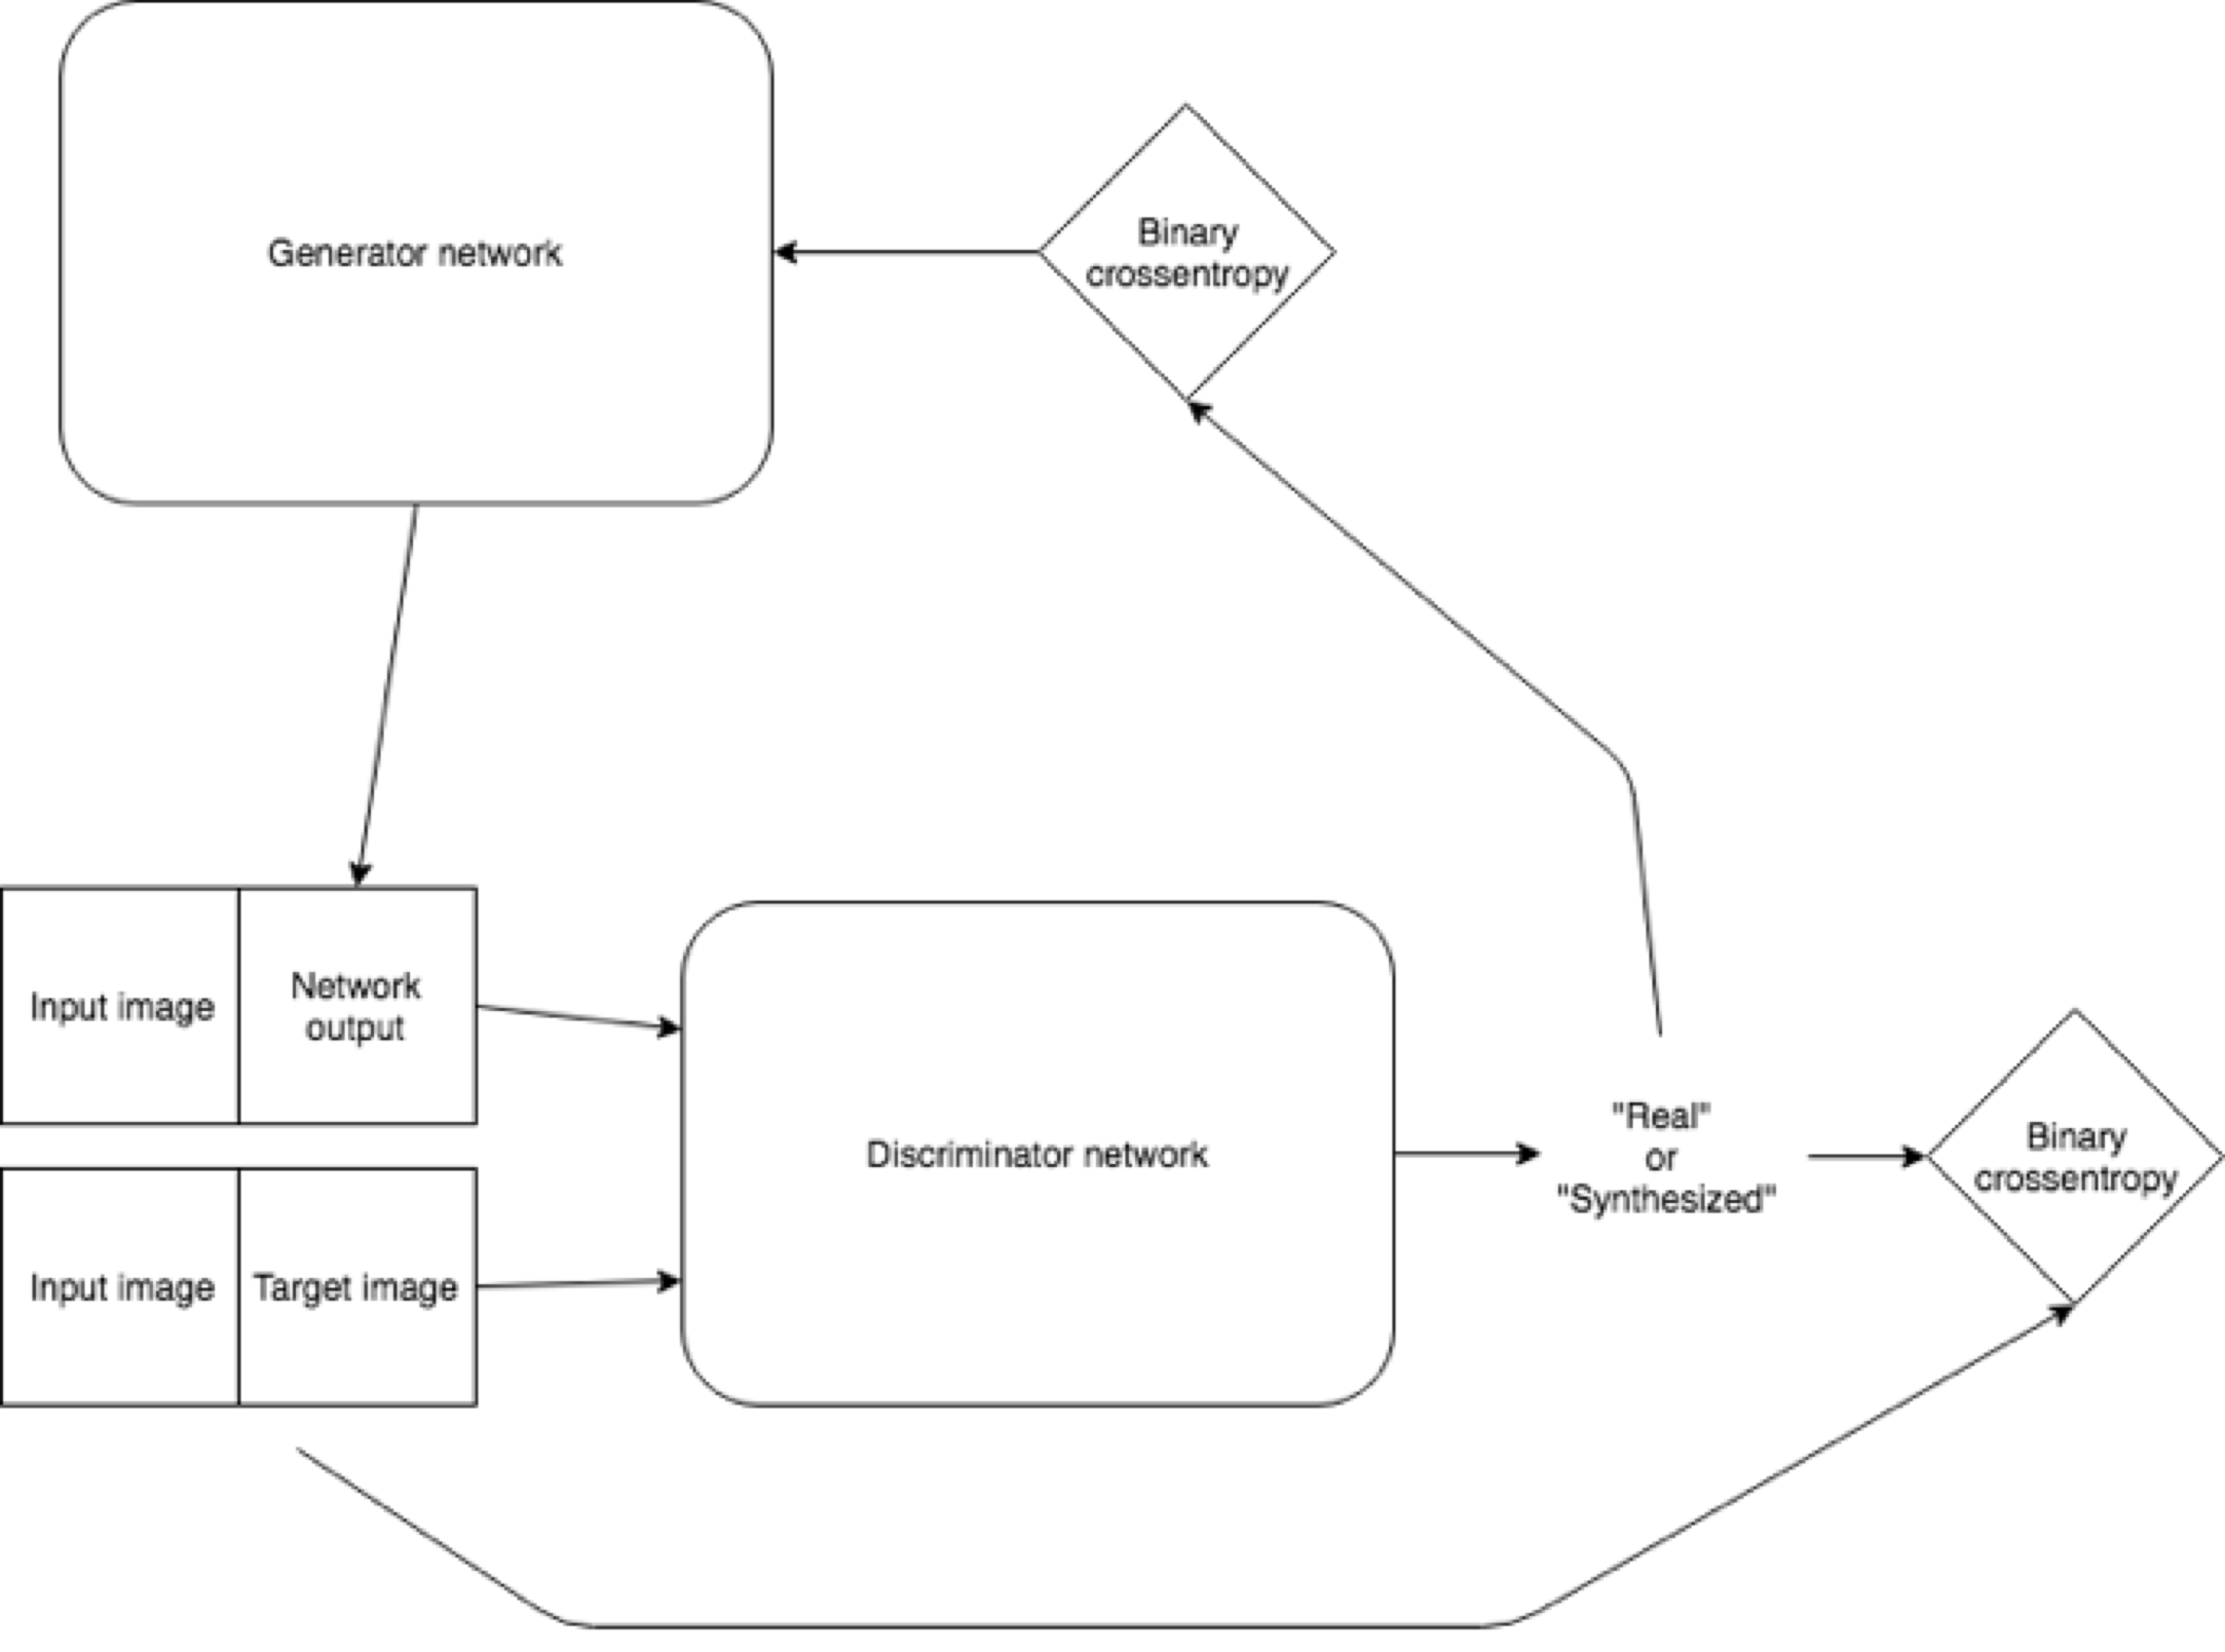 Generator network
Binary
crossentropy
Input image
Network
output
Input image
Target image
Discriminator network
"Real"
or
"Synthesized"
Binary
crossentropy